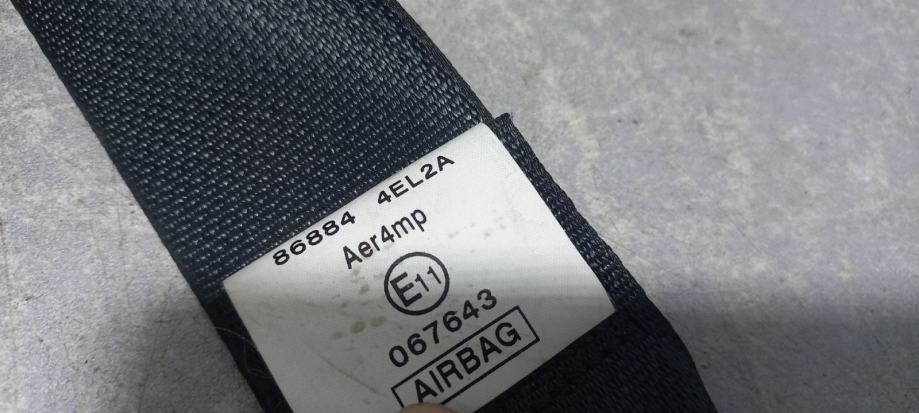 86884 4EL2A
Aer4mp
E11
067643
AIRBAG